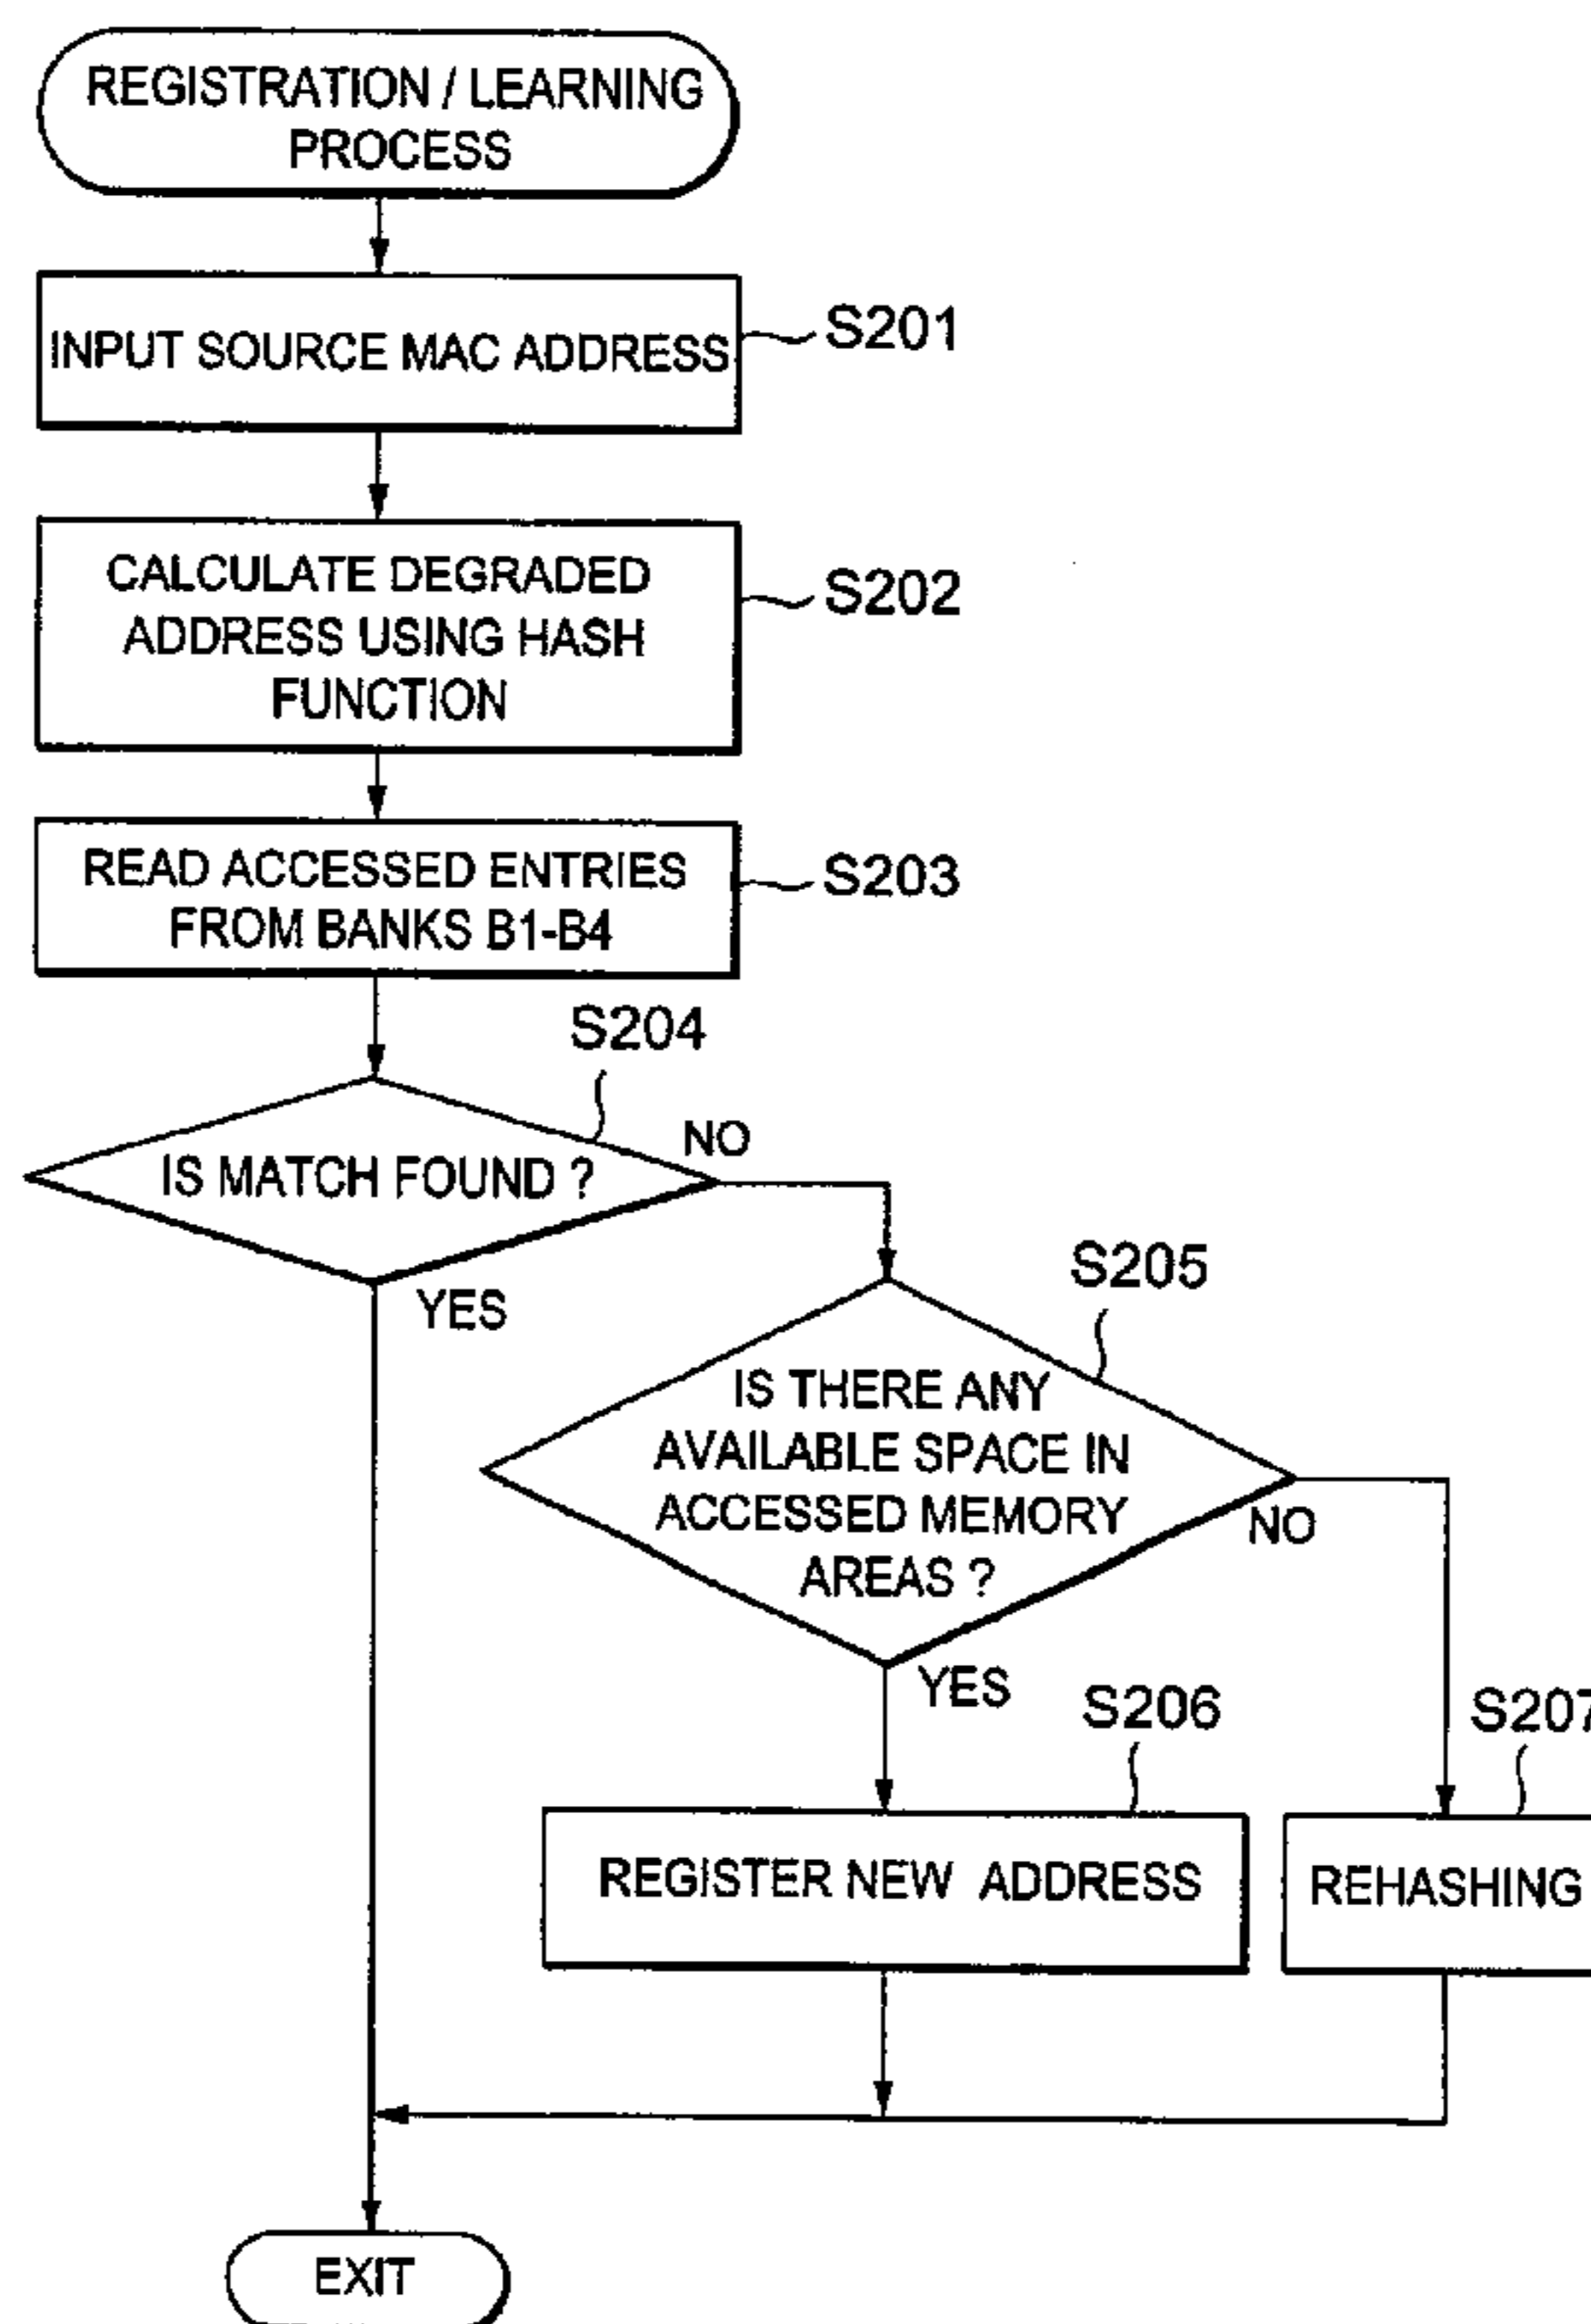 REGISTRATION / LEARNING
PROCESS
INPUT SOURCE MAC ADDRESS
S201
CALCULATE DEGRADED
ADDRESS USING HASH
FUNCTION
S202
READ ACCESSED ENTRIES
FROM BANKS B1-B4
S203
S204
IS MATCH FOUND ?
NO
YES
S205
IS THERE ANY
AVAILABLE SPACE IN
ACCESSED MEMORY
AREAS ?
NO
YES
S206
S207
REGISTER NEW ADDRESS
REHASHING
EXIT